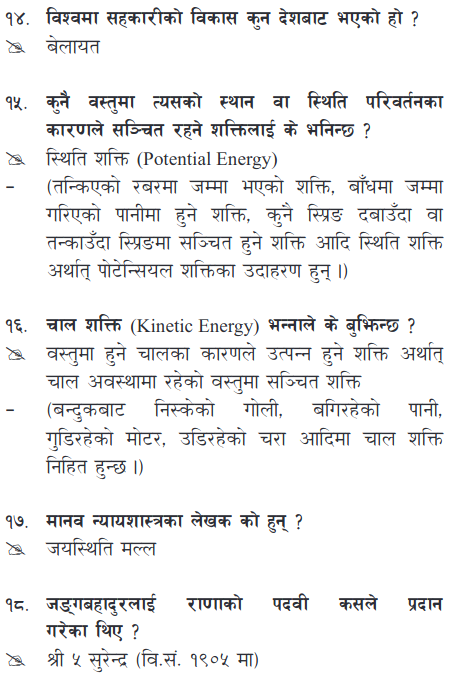 १४. विश्वमा सहकारीको विकास कुन देशबाट भएको हो ?
बेलायत
१५. कुनै वस्तुमा त्यसको स्थान वा स्थिति परिवर्तनका
कारणले सञ्चित रहने शक्तिलाई के भनिन्छ ?
स्थिति शक्ति (Potential Energy)
– (तन्किएको रबरमा जम्मा भएको शक्ति, बाँधमा जम्मा
गरिएको पानीमा हुने शक्ति, कुनै स्प्रिङ दबाउँदा वा
तन्काउँदा स्प्रिङमा सञ्चित हुने शक्ति आदि स्थिति शक्ति
अर्थात् पोटेन्सियल शक्तिका उदाहरण हुन् ।)
१६. चाल शक्ति (Kinetic Energy) भन्नाले के बुझिन्छ ?
वस्तुमा हुने चालका कारणले उत्पन्न हुने शक्ति अर्थात्
चाल अवस्थामा रहेको वस्तुमा सञ्चित शक्ति
– (बन्दुकबाट निस्केको गोली, बगिरहेको पानी,
गुडिरहेको मोटर, उडिरहेको चरा आदिमा चाल शक्ति
निहित हुन्छ ।)
१७. मानव न्यायशास्त्रका लेखक को हुन् ?
जयस्थिति मल्ल
१८. जङ्गबहादुरलाई राणाको पदवी कसले प्रदान
गरेका थिए ?
श्री ५ सुरेन्द्र (वि.सं. १९०५ मा)